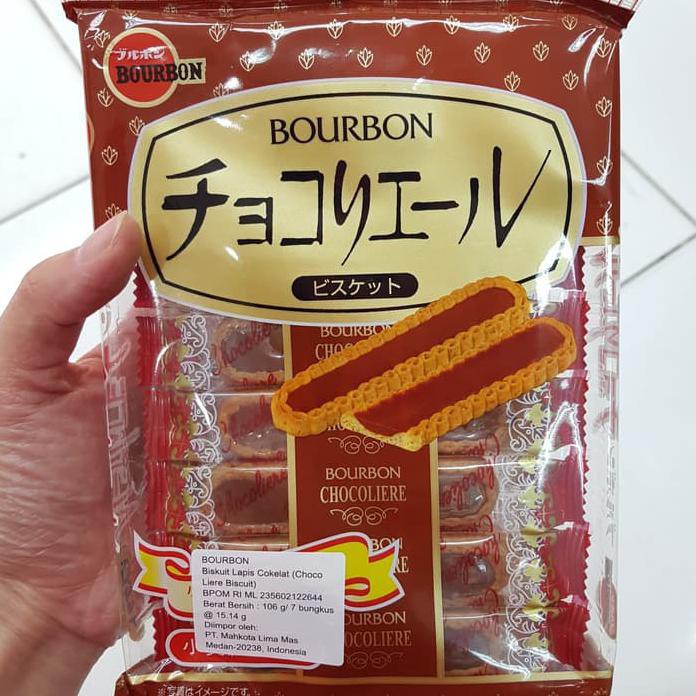 ブルボン
BOURBON
BOURBON
チョコリエール
ビスケット
BOURBON
BOURBON
CHOCOLIERE
BOURBON
CHOCOLIERE
BOURBON
Biskuit Lapis Cokelat (Choco
Liere Biscuit)
BPOM RI ML 235602122644
Berat Bersih : 106 g/ 7 bungkus
@ 15.14 g
Diimpor oleh:
PT. Mahkota Lima Mas
Medan-20238, Indonesia
※写真はイメージです。